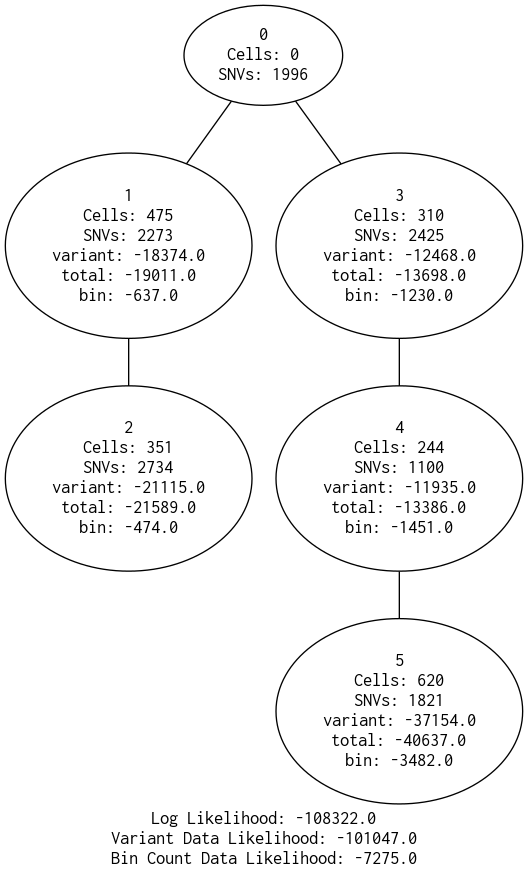 0
Cells: 0
SNVs: 1996
1
Cells: 475
SNVs: 2273
variant: -18374.0
total: -19011.0
bin: -637.0
3
Cells: 310
SNVs: 2425
variant: -12468.0
total: -13698.0
bin: -1230.0
2
Cells: 351
SNVs: 2734
variant: -21115.0
total: -21589.0
bin: -474.0
4
Cells: 244
SNVs: 1100
variant: -11935.0
total: -13386.0
bin: -1451.0
5
Cells: 620
SNVs: 1821
variant: -37154.0
total: -40637.0
bin: -3482.0
Log Likelihood: -108322.0
Variant Data Likelihood: -101047.0
Bin Count Data Likelihood: -7275.0